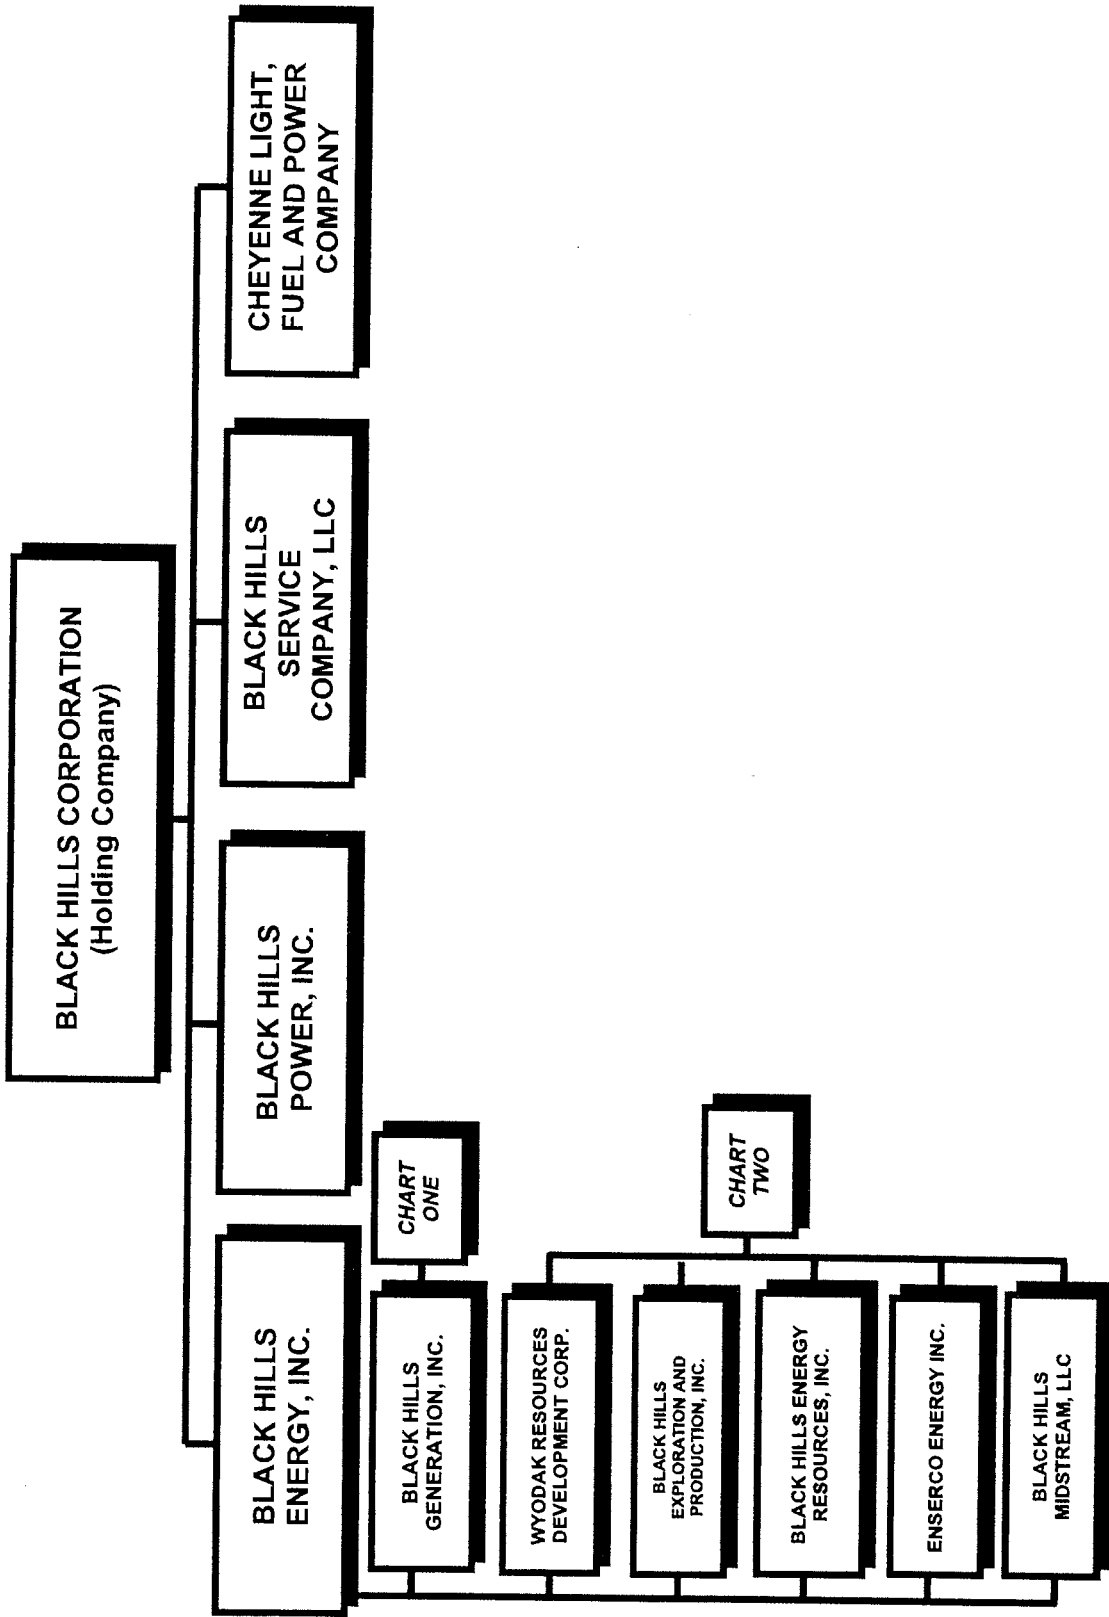 BLACK HILLS CORPORATION
(Holding Company)
BLACK HILLS
ENERGY, INC.
BLACK HILLS
POWER, INC.
BLACK HILLS
SERVICE
COMPANY, LLC
CHEYENNE LIGHT,
FUEL AND POWER
COMPANY
BLACK HILLS
GENERATION, INC.
CHART
ONE
WYODAK RESOURCES
DEVELOPMENT CORP.
BLACK HILLS
EXPLORATION AND
PRODUCTION, INC.
BLACK HILLS ENERGY
RESOURCES, INC.
ENSERCO ENERGY INC.
BLACK HILLS
MIDSTREAM, LLC
CHART
TWO